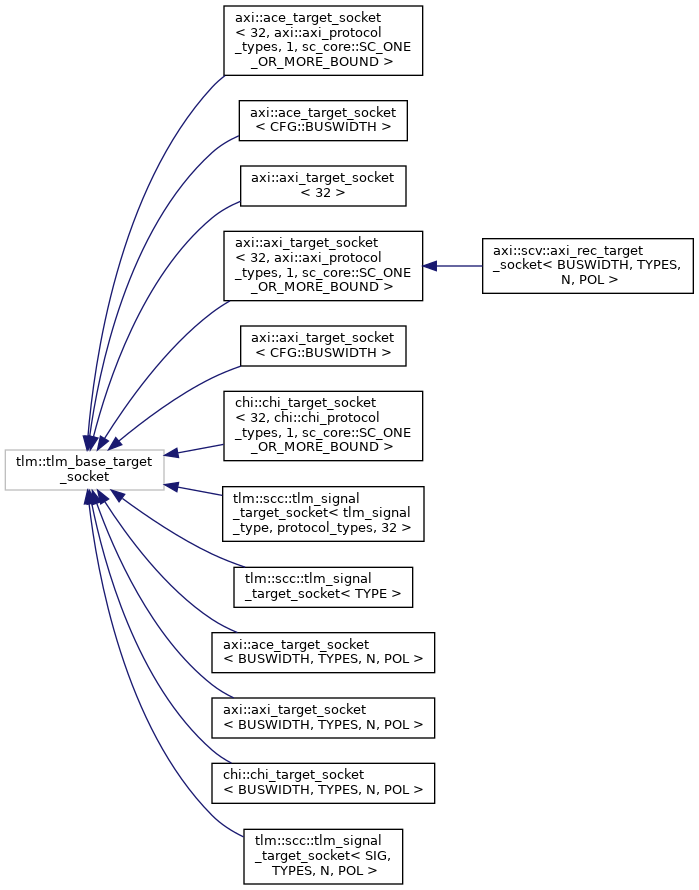 axi::ace_target_socket
< 32, axi::axi_protocol
_types, 1, sc_core::SC_ONE
_OR_MORE_BOUND >
axi::ace_target_socket
< CFG::BUSWIDTH >
axi::axi_target_socket
< 32 >
axi::axi_target_socket
< 32, axi::axi_protocol
_types, 1, sc_core::SC_ONE
_OR_MORE_BOUND >
axi::scv::axi_rec_target
_socket< BUSWIDTH, TYPES,
N, POL >
axi::axi_target_socket
< CFG::BUSWIDTH >
chi::chi_target_socket
< 32, chi::chi_protocol
_types, 1, sc_core::SC_ONE
_OR_MORE_BOUND >
tlm::tlm_base_target
_socket
tlm::scc::tlm_signal
_target_socket< tlm_signal
_type, protocol_types, 32 >
tlm::scc::tlm_signal
_target_socket< TYPE >
axi::ace_target_socket
< BUSWIDTH, TYPES, N, POL >
axi::axi_target_socket
< BUSWIDTH, TYPES, N, POL >
chi::chi_target_socket
< BUSWIDTH, TYPES, N, POL >
tlm::scc::tlm_signal
_target_socket< SIG,
TYPES, N, POL >